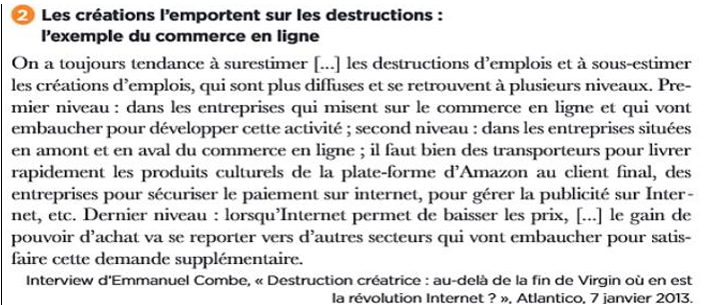 2 Les créations l'emportent sur les destructions :
l'exemple du commerce en ligne
On a toujours tendance à surestimer [...] les destructions d'emplois et à sous-estimer
les créations d'emplois, qui sont plus diffuses et se retrouvent à plusieurs niveaux. Pre-
mier niveau : dans les entreprises qui misent sur le commerce en ligne et qui vont
embaucher pour développer cette activité ; second niveau : dans les entreprises situées
en amont et en aval du commerce en ligne ; il faut bien des transporteurs pour livrer
rapidement les produits culturels de la plate-forme d'Amazon au client final, des
entreprises pour sécuriser le paiement sur internet, pour gérer la publicité sur Inter-
net, etc. Dernier niveau : lorsqu'Internet permet de baisser les prix, [...] le gain de
pouvoir d'achat va se reporter vers d'autres secteurs qui vont embaucher pour satis-
faire cette demande supplémentaire.
Interview d'Emmanuel Combe, « Destruction créatrice : au-delà de la fin de Virgin où en est
la révolution Internet ? », Atlantico, 7 janvier 2013.